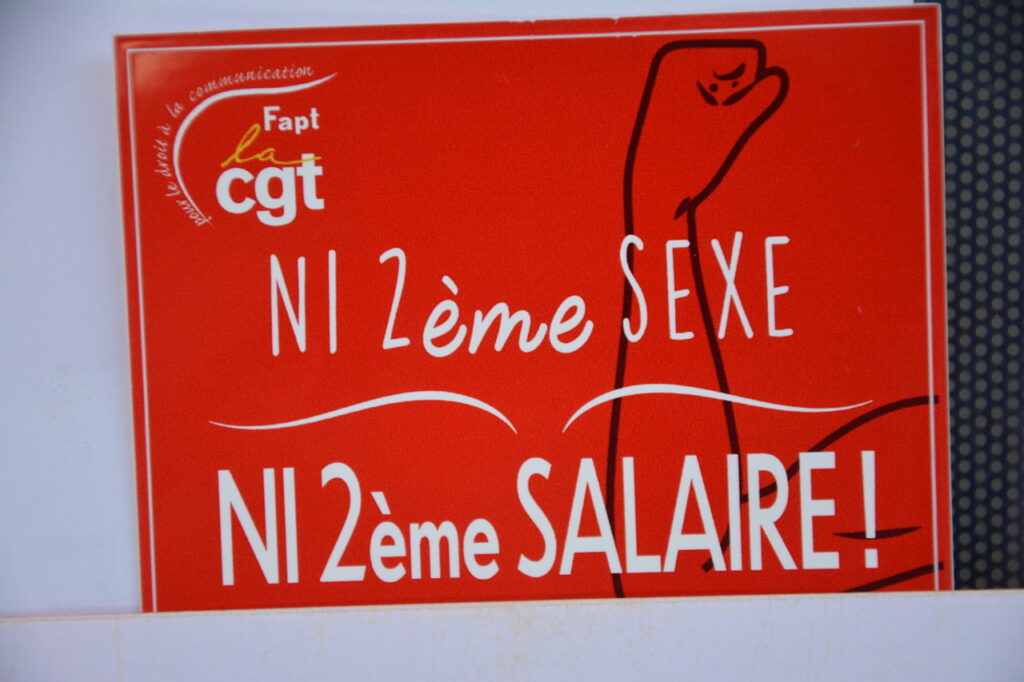 pour le droit à la communication
Fapt
la
cgt
NI 2ème SEXE
NI 2ème SALAIRE !